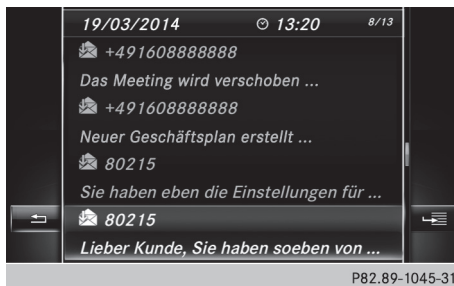 19/03/2014 13:20 8/13
+491608888888
Das Meeting wird verschoben ...
+491608888888
Neuer Geschäftsplan erstellt ...
80215
Sie haben eben die Einstellungen für ...
80215
Lieber Kunde, Sie haben soeben von ...
P82.89-1045-31